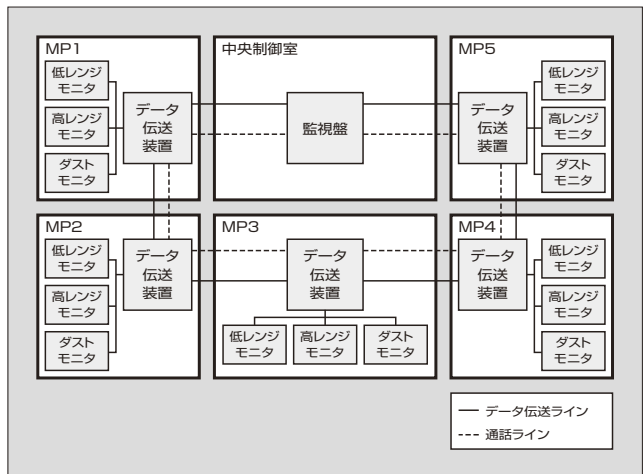 MP1
低レンジ
モニタ
高レンジ
モニタ
ダスト
モニタ
データ
伝送
装置
中央制御室
監視盤
MP5
データ
伝送
装置
低レンジ
モニタ
高レンジ
モニタ
ダスト
モニタ
MP2
低レンジ
モニタ
高レンジ
モニタ
ダスト
モニタ
データ
伝送
装置
MP3
データ
伝送
装置
低レンジ
モニタ
高レンジ
モニタ
ダスト
モニタ
MP4
データ
伝送
装置
低レンジ
モニタ
高レンジ
モニタ
ダスト
モニタ
データ伝送ライン
通話ライン